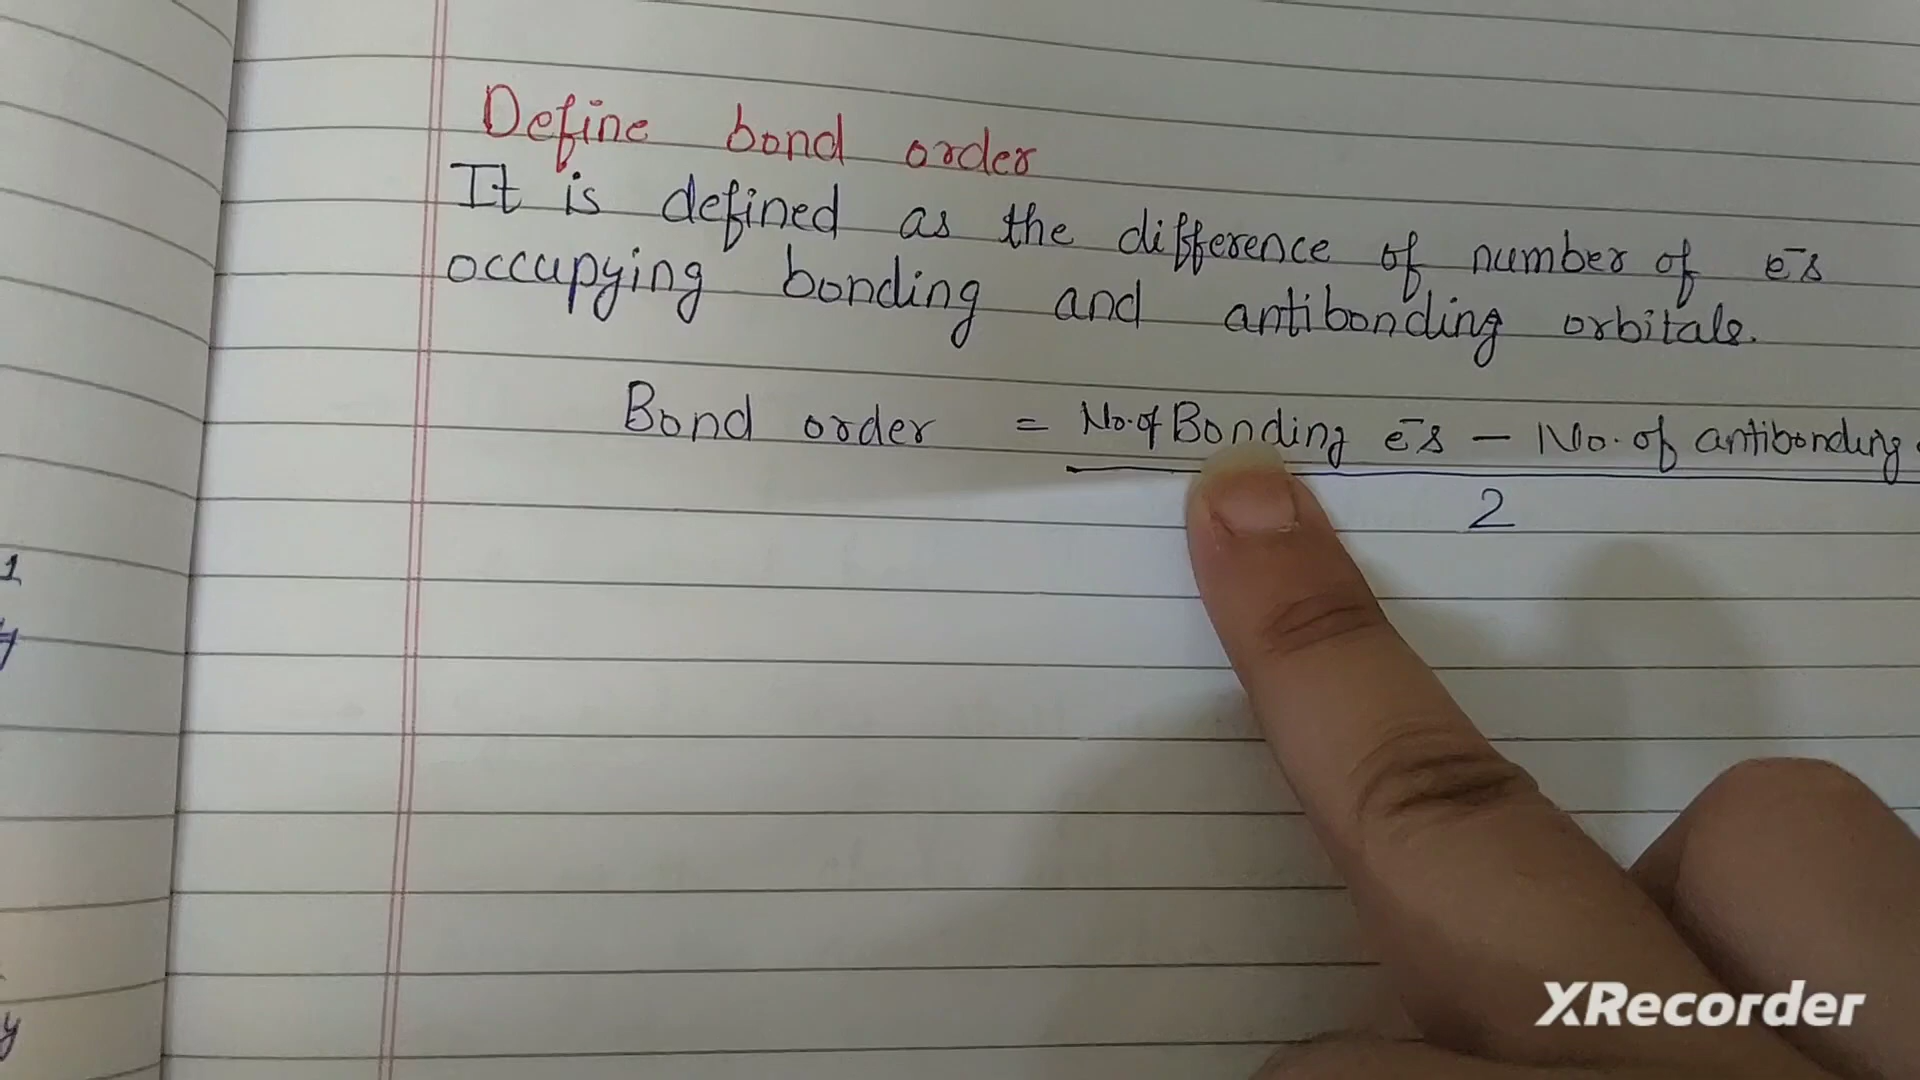 Define bond order
It is defined as the difference of number of e⁻s
occupying bonding and antibonding orbitals.
Bond order = No. of Bonding e⁻s — No. of antibonding
2
1
y
XRecorder